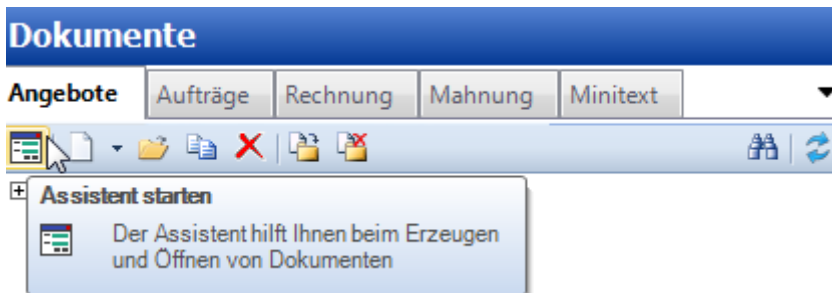 Dokumente
Angebote Aufträge Rechnung Mahnung Minitext
Assistent starten
Der Assistent hilft Ihnen beim Erzeugen
und Öffnen von Dokumenten